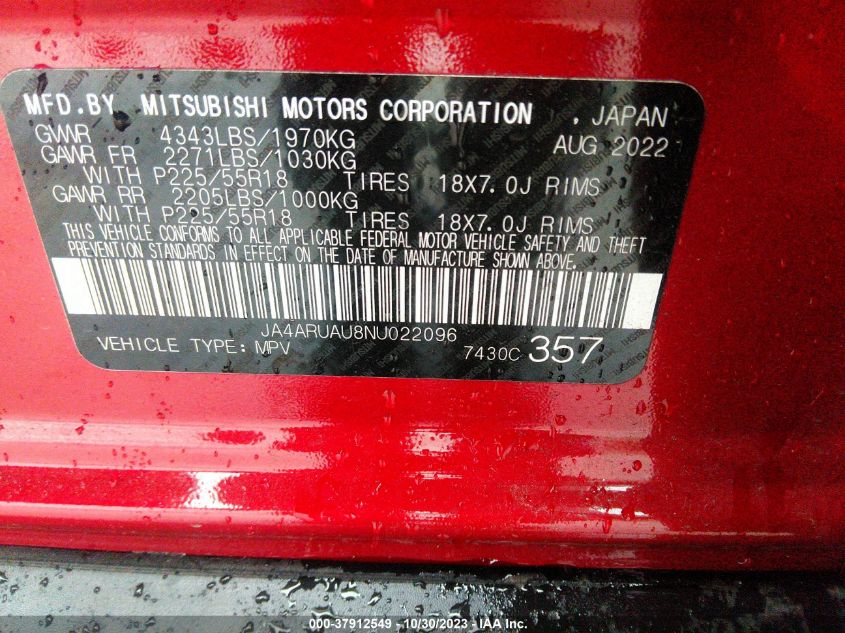 MFD.BY MITSUBISHI MOTORS CORPORATION , JAPAN
GVWR 4343LBS/1970KG AUG 2022
GAWR FR 2271LBS/1030KG
WITH P225/55R18 TIRES 18X7.0J RIMS
GAWR RR 2205LBS/1000KG
WITH P225/55R18 TIRES 18X7.0J RIMS
THIS VEHICLE CONFORMS TO ALL APPLICABLE FEDERAL MOTOR VEHICLE SAFETY AND THEFT
PREVENTION STANDARDS IN EFFECT ON THE DATE OF MANUFACTURE SHOWN ABOVE.
JA4ARUAU8NU022096
VEHICLE TYPE: MPV 7430C 357
000-37912549 - 10/30/2023 - IAA Inc.